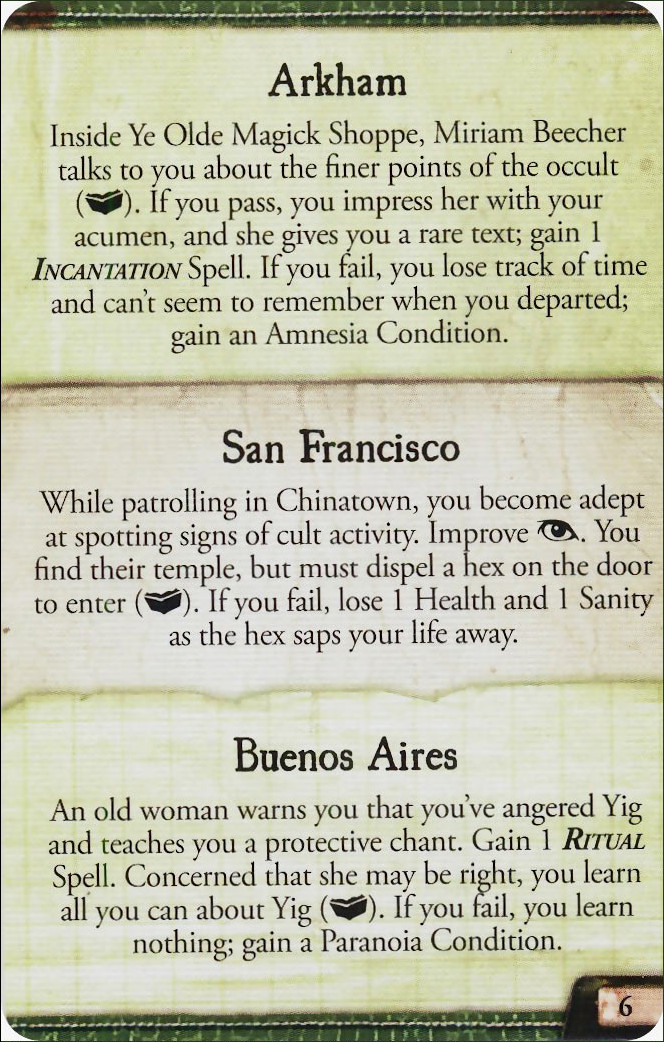 Arkham
Inside Ye Olde Magick Shoppe, Miriam Beecher
talks to you about the finer points of the occult
( ). If you pass, you impress her with your
acumen, and she gives you a rare text; gain 1
INCANTATION Spell. If you fail, you lose track of time
and can't seem to remember when you departed;
gain an Amnesia Condition.
San Francisco
While patrolling in Chinatown, you become adept
at spotting signs of cult activity. Improve . You
find their temple, but must dispel a hex on the door
to enter ( ). If you fail, lose 1 Health and 1 Sanity
as the hex saps your life away.
Buenos Aires
An old woman warns you that you've angered Yig
and teaches you a protective chant. Gain 1 RITUAL
Spell. Concerned that she may be right, you learn
all you can about Yig ( ). If you fail, you learn
nothing; gain a Paranoia Condition.
6